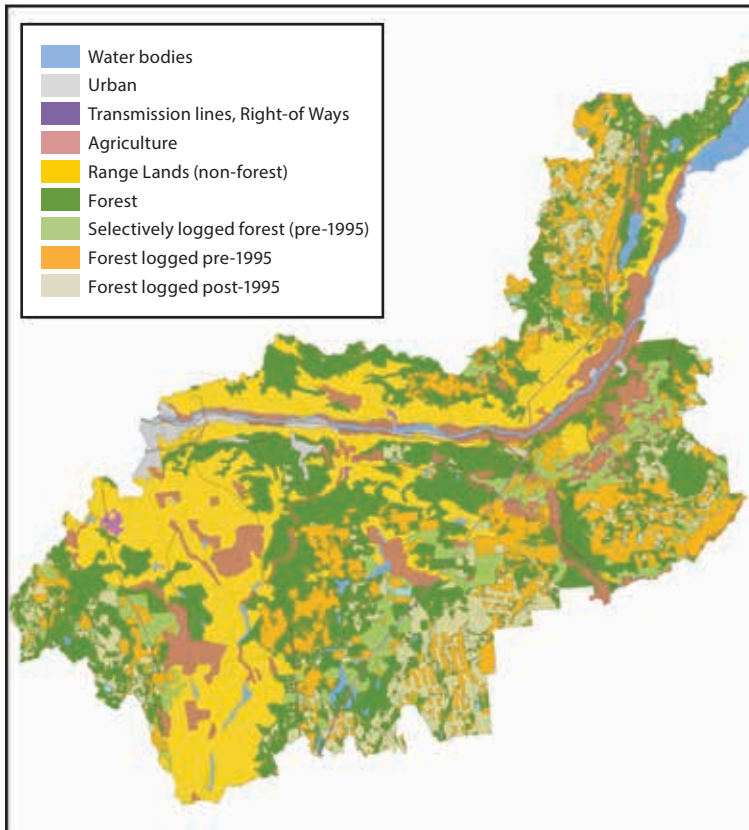 Water bodies
Urban
Transmission lines, Right-of Ways
Agriculture
Range Lands (non-forest)
Forest
Selectively logged forest (pre-1995)
Forest logged pre-1995
Forest logged post-1995